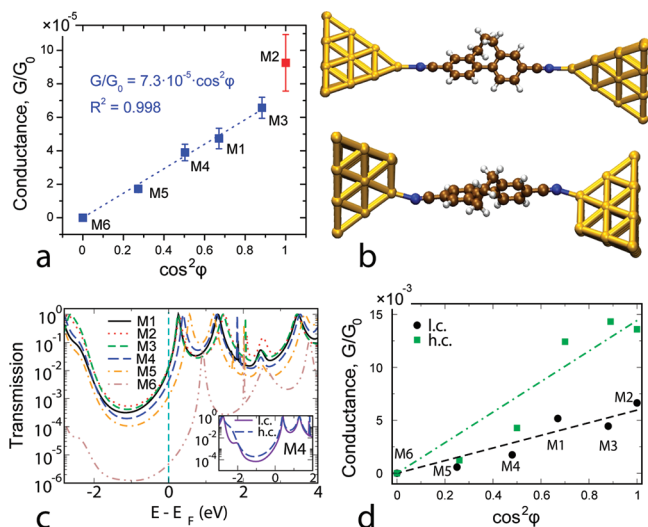 ×10⁻⁵
10
8
6
4
2
0
Conductance, G/G₀
G/G₀ = 7.3·10⁻⁵·cos²φ
R² = 0.998
M2
M3
M1
M4
M5
M6
0.0 0.2 0.4 0.6 0.8 1.0
cos²φ
a
b
Transmission
10⁰
10⁻¹
10⁻²
10⁻³
10⁻⁴
10⁻⁵
10⁻⁶
M1
M2
M3
M4
M5
M6
l.c.
h.c.
M4
10⁰
10⁻²
10⁻⁴
-2 0 2 4
-2 0 2 4
E - E_F (eV)
c
×10⁻³
15
10
5
0
Conductance, G/G₀
l.c.
h.c.
M2
M1
M3
M4
M5
M6
0 0.2 0.4 0.6 0.8 1
cos²φ
d